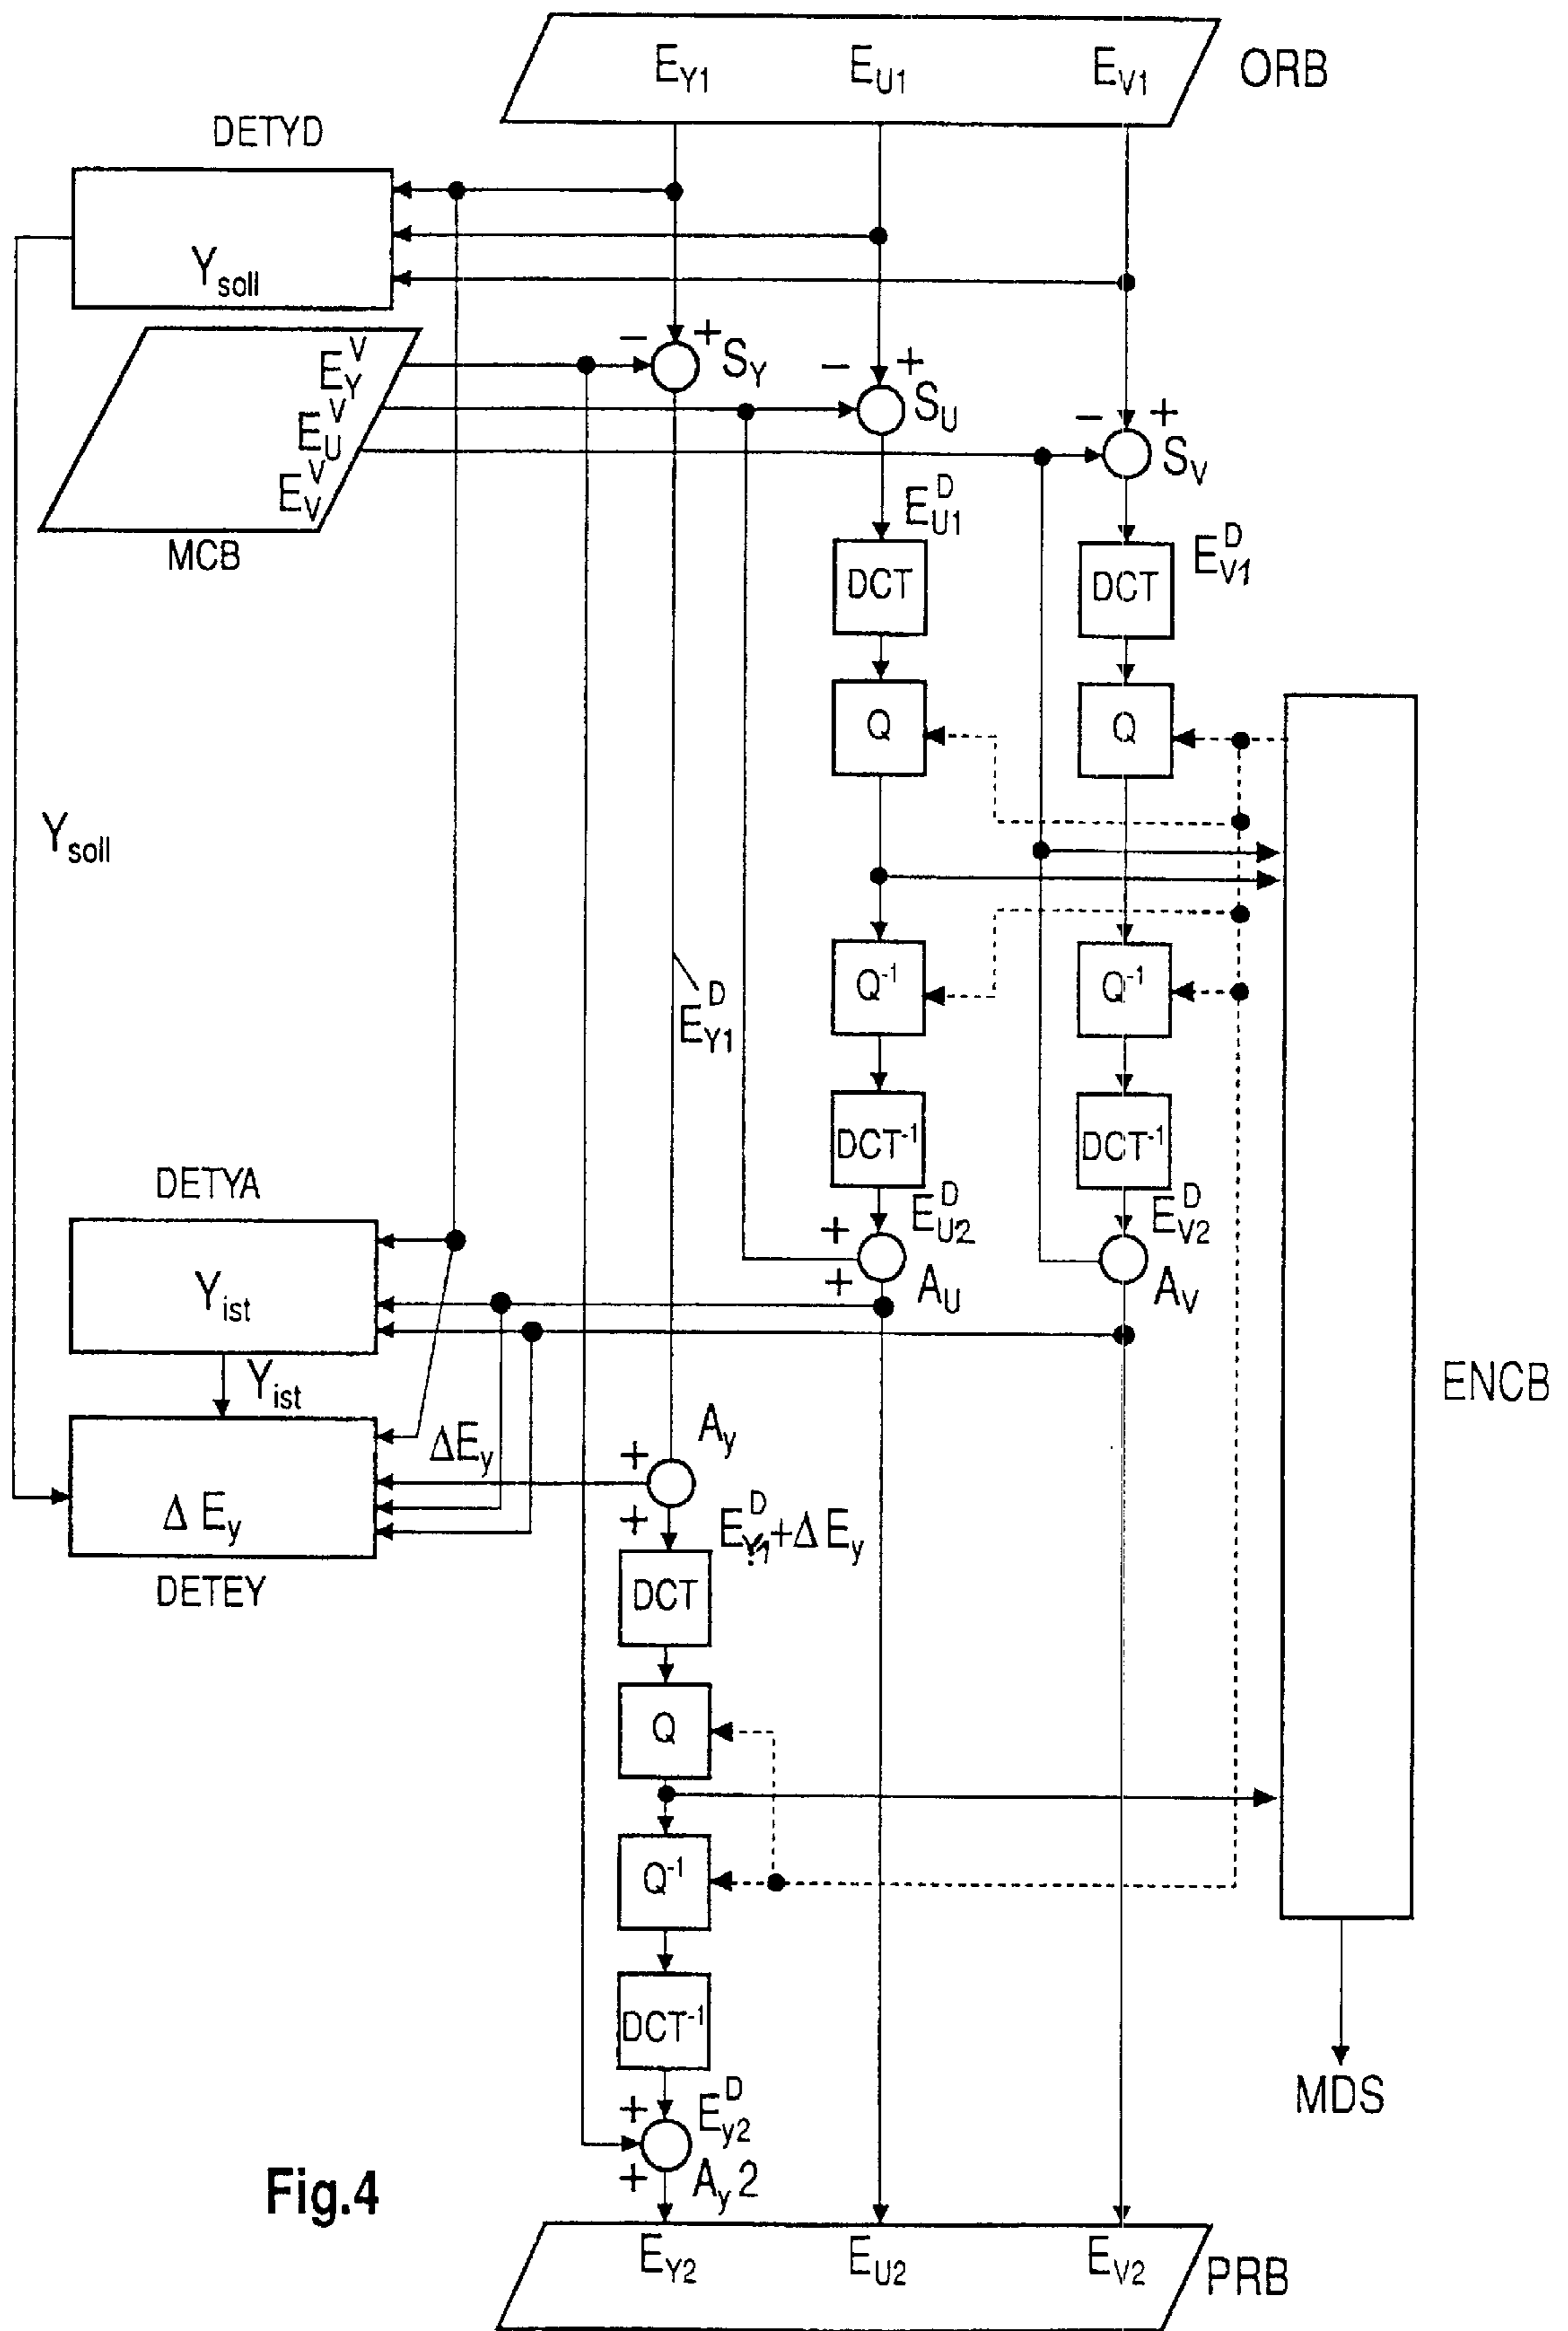 E_Y1 E_U1 E_V1 ORB
DETYD
Y_soll
- + S_Y
- + S_U
- + S_V
E_Y^V
E_U^V
E_V^V
MCB
E_U1^D
E_V1^D
DCT DCT
Q Q
Y_soll
Q^-1 Q^-1
E_Y1^D
DCT^-1 DCT^-1
DETYA
E_U2^D E_V2^D
+
+ A_U A_V
Y_ist
Y_ist
ENCB
A_y
ΔE_y
+
+
ΔE_y
E_Y1^D+ΔE_y
DETEY
DCT
Q
Q^-1
DCT^-1
MDS
+ E_y2^D
+ A_y2
Fig.4
E_Y2 E_U2 E_V2 PRB